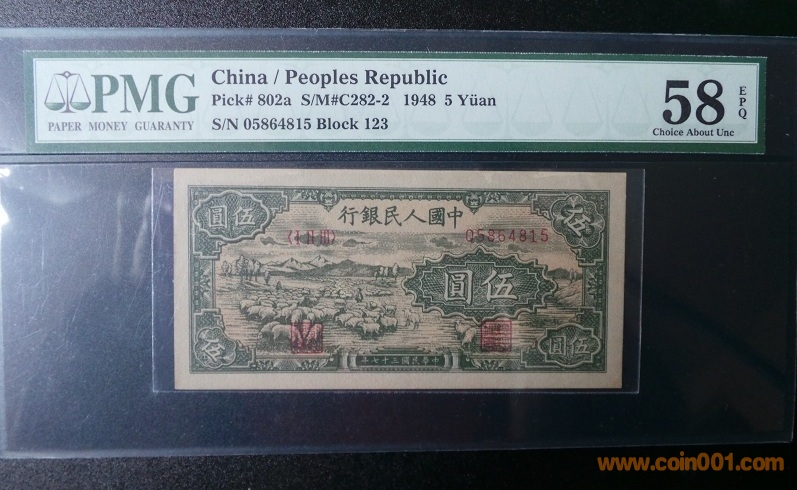 PMG
PAPER MONEY GUARANTY
China / Peoples Republic
Pick# 802a S/M#C282-2 1948 5 Yüan
S/N 05864815 Block 123
58
EPQ
Choice About Unc
行銀民人國中
圓伍
伍
〈ⅠⅡⅢ〉
05864815
圓伍
伍
圓伍
年七十三國民華中
www.coin001.com